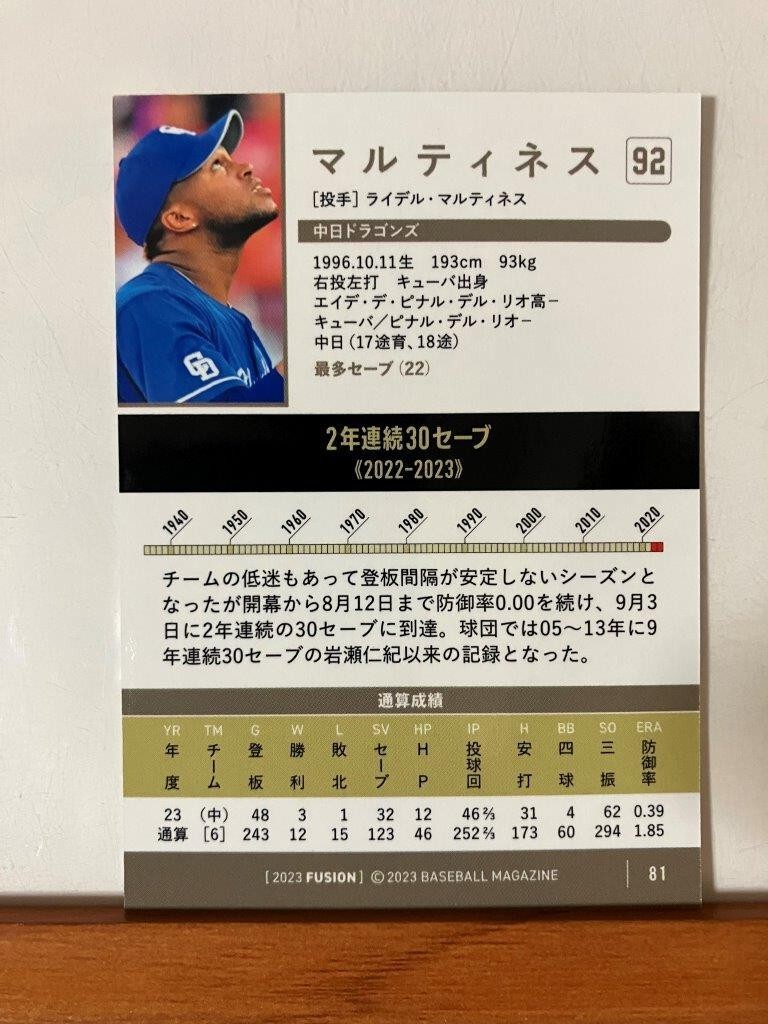 マルティネス 92
[投手] ライデル・マルティネス
中日ドラゴンズ
1996.10.11生 193cm 93kg
右投左打 キューバ出身
エイデ・デ・ピナル・デル・リオ高−
キューバ／ピナル・デル・リオ−
中日（17途育、18途）
最多セーブ（22）
2年連続30セーブ
《2022-2023》
1940 1950 1960 1970 1980 1990 2000 2010 2020
チームの低迷もあって登板間隔が安定しないシーズンと
なったが開幕から8月12日まで防御率0.00を続け、9月3
日に2年連続の30セーブに到達。球団では05〜13年に9
年連続30セーブの岩瀬仁紀以来の記録となった。
通算成績
YR TM G W L SV HP IP H BB SO ERA
年度 チーム 登板 勝利 敗北 セーブ HP 投球回 安打 四球 三振 防御率
23 （中） 48 3 1 32 12 46 ⅔ 31 4 62 0.39
通算 [6] 243 12 15 123 46 252 ⅔ 173 60 294 1.85
[ 2023 FUSION ] Ⓒ 2023 BASEBALL MAGAZINE 81